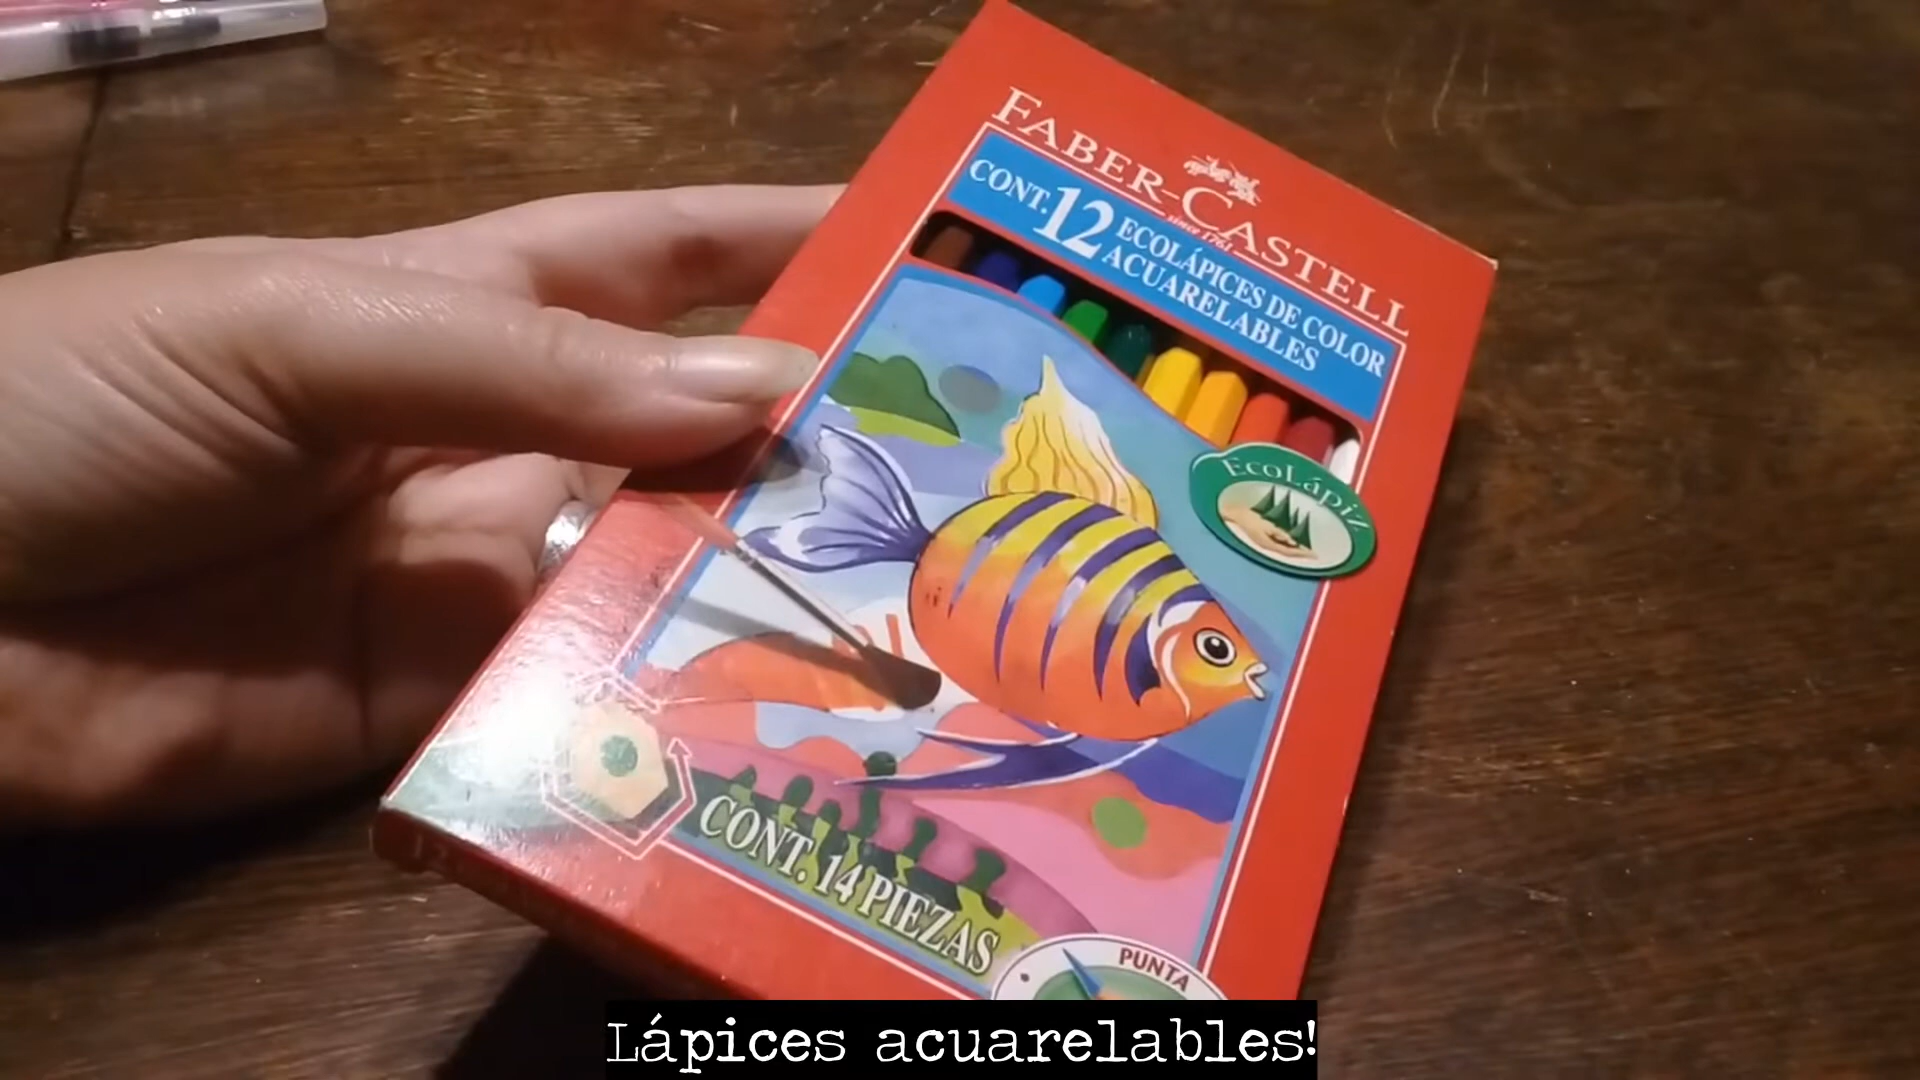 FABER-CASTELL
since 1761
CONT. 12 ECOLÁPICES DE COLOR
ACUARELABLES
EcoLápiz
CONT. 14 PIEZAS
PUNTA
Lápices acuarelables!